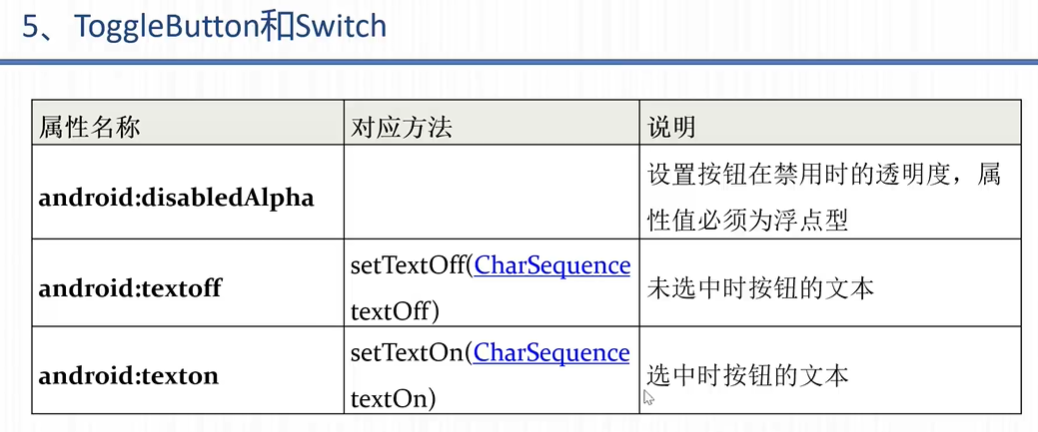 5、ToggleButton和Switch
属性名称 对应方法 说明
android:disabledAlpha
设置按钮在禁用时的透明度，属
性值必须为浮点型
android:textoff
setTextOff(CharSequence
textOff)
未选中时按钮的文本
android:texton
setTextOn(CharSequence
textOn)
选中时按钮的文本